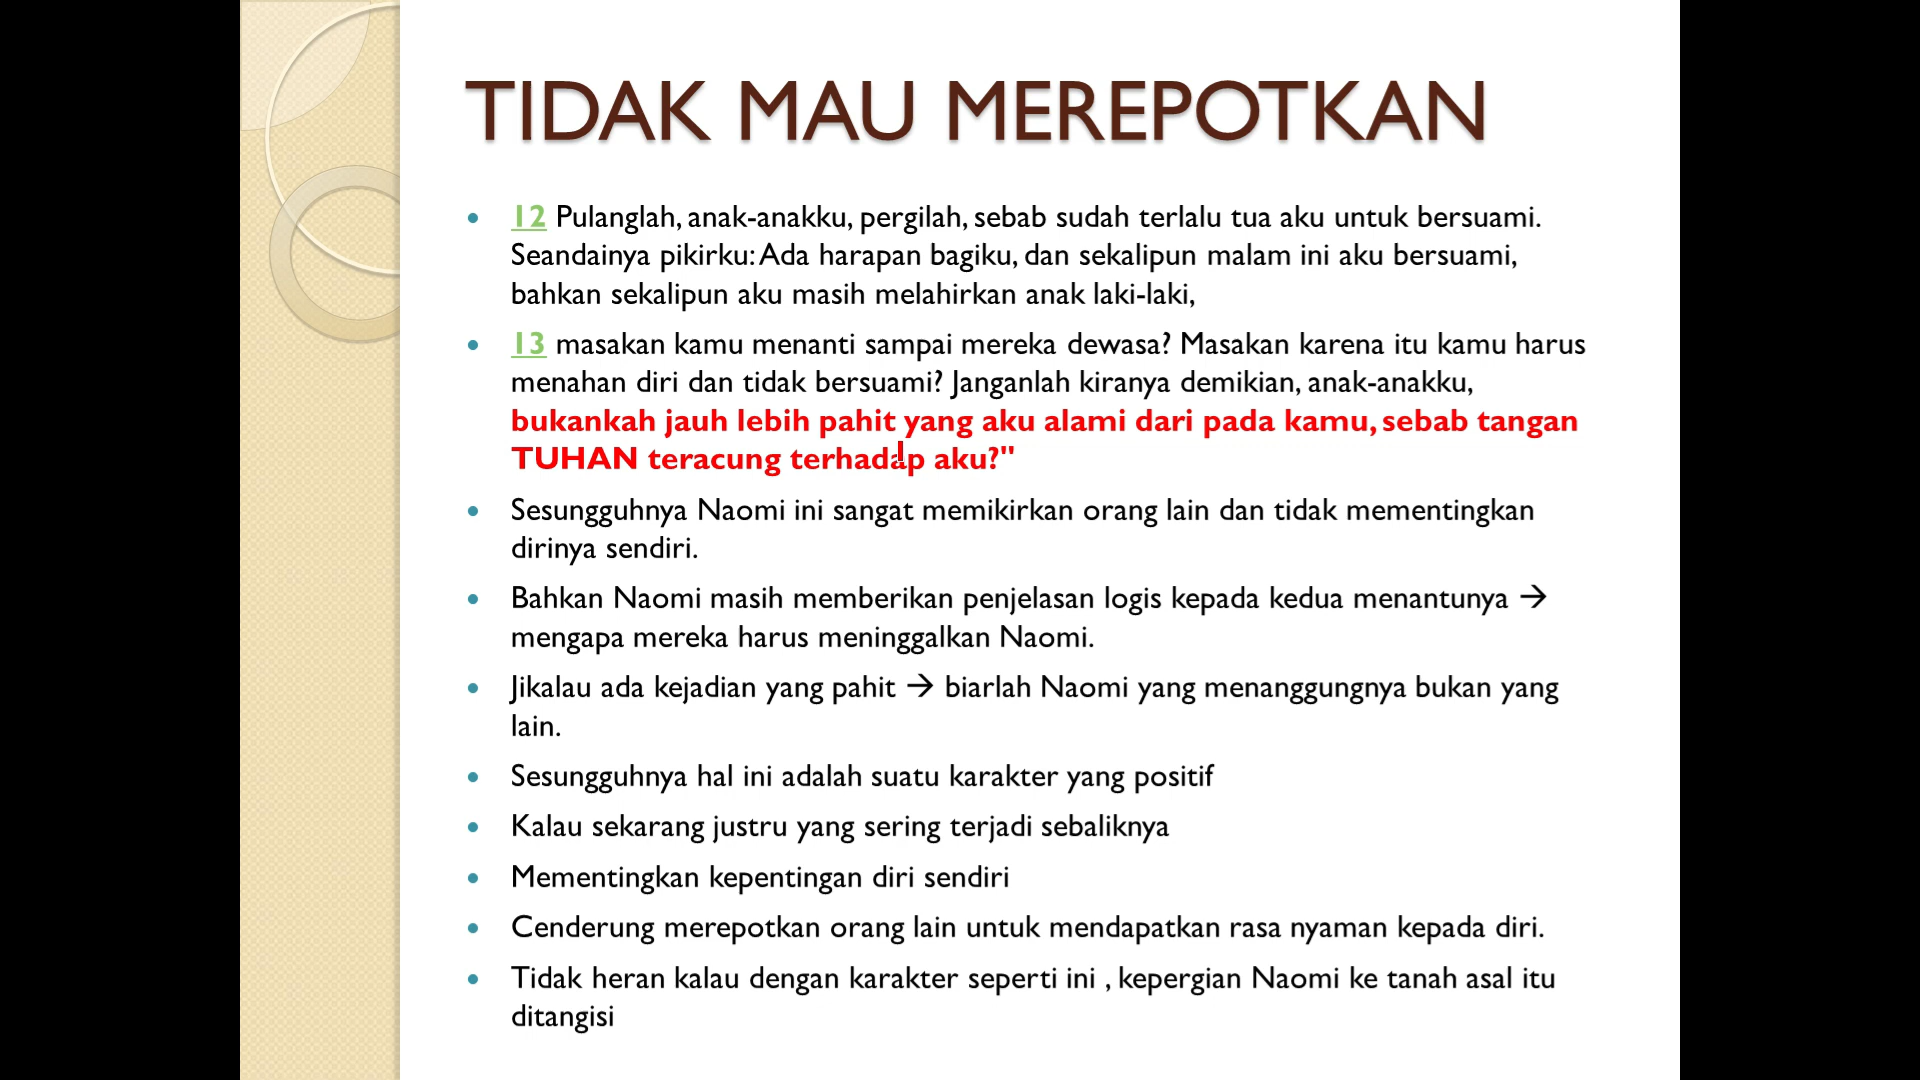 TIDAK MAU MEREPOTKAN
• 12 Pulanglah, anak-anakku, pergilah, sebab sudah terlalu tua aku untuk bersuami.
Seandainya pikirku: Ada harapan bagiku, dan sekalipun malam ini aku bersuami,
bahkan sekalipun aku masih melahirkan anak laki-laki,
• 13 masakan kamu menanti sampai mereka dewasa? Masakan karena itu kamu harus
menahan diri dan tidak bersuami? Janganlah kiranya demikian, anak-anakku,
bukankah jauh lebih pahit yang aku alami dari pada kamu, sebab tangan
TUHAN teracung terhadap aku?"
• Sesungguhnya Naomi ini sangat memikirkan orang lain dan tidak mementingkan
dirinya sendiri.
• Bahkan Naomi masih memberikan penjelasan logis kepada kedua menantunya →
mengapa mereka harus meninggalkan Naomi.
• Jikalau ada kejadian yang pahit → biarlah Naomi yang menanggungnya bukan yang
lain.
• Sesungguhnya hal ini adalah suatu karakter yang positif
• Kalau sekarang justru yang sering terjadi sebaliknya
• Mementingkan kepentingan diri sendiri
• Cenderung merepotkan orang lain untuk mendapatkan rasa nyaman kepada diri.
• Tidak heran kalau dengan karakter seperti ini , kepergian Naomi ke tanah asal itu
ditangisi